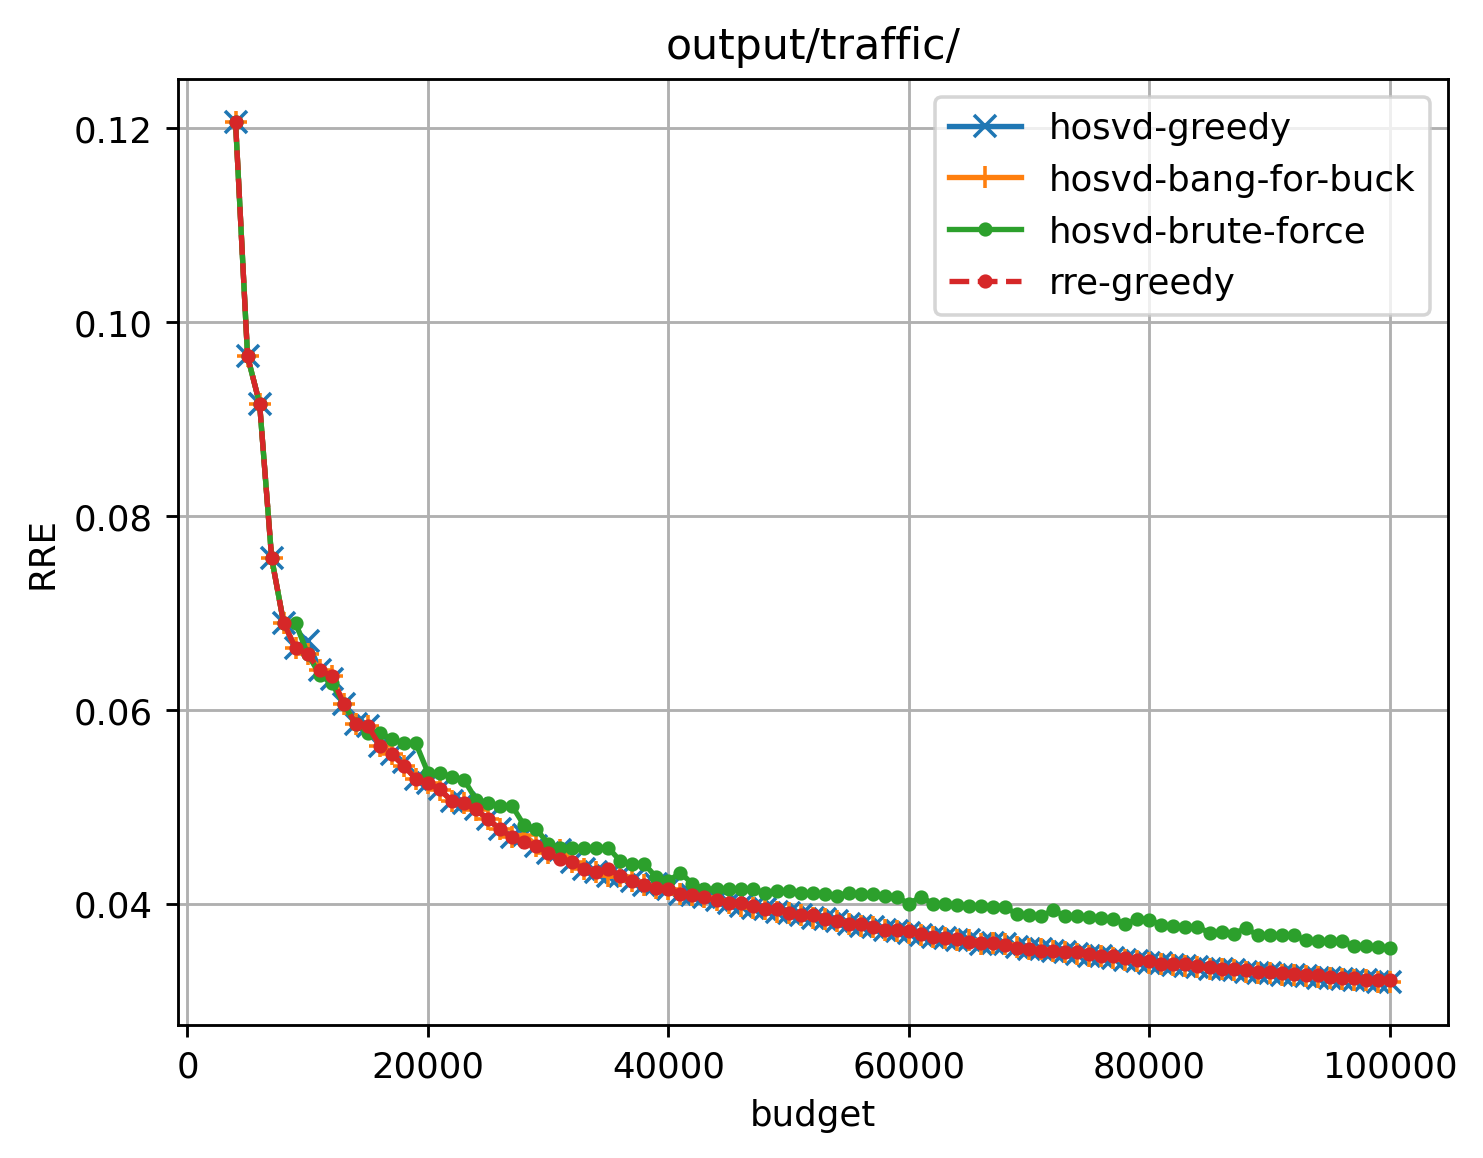 output/traffic/
hosvd-greedy
hosvd-bang-for-buck
hosvd-brute-force
rre-greedy
0.12
0.10
0.08
0.06
0.04
RRE
0 20000 40000 60000 80000 100000
budget